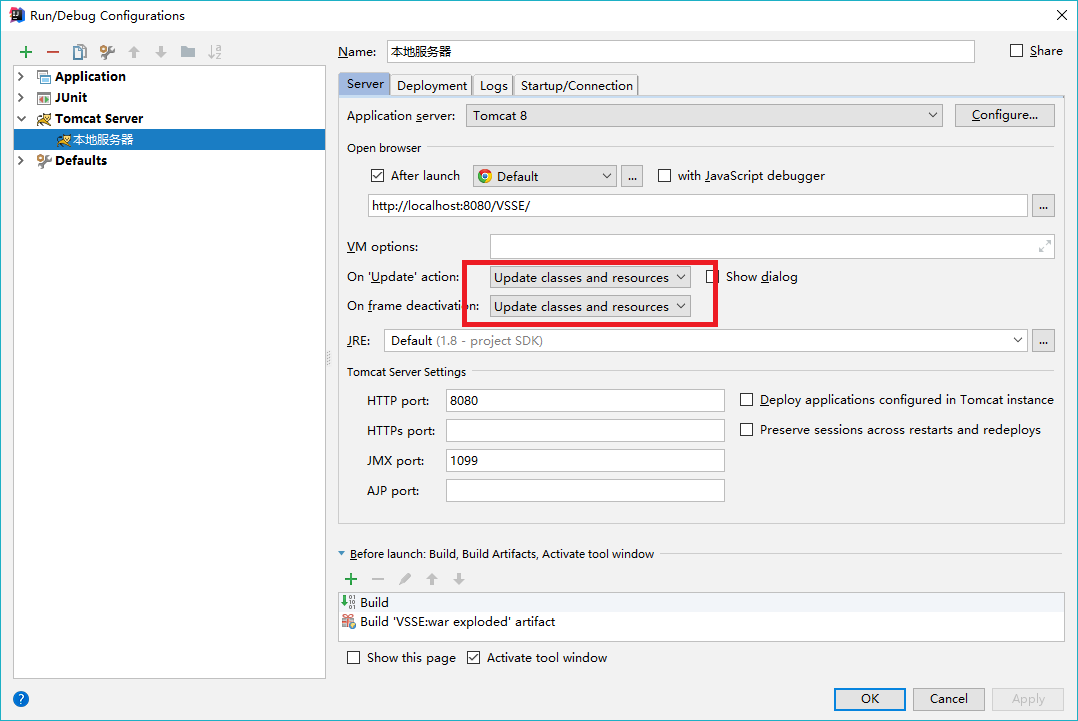 Run/Debug Configurations
Name: 本地服务器 Share
Application
JUnit
Tomcat Server
本地服务器
Defaults
Server Deployment Logs Startup/Connection
Application server: Tomcat 8 Configure...
Open browser
After launch Default ... with JavaScript debugger
http://localhost:8080/VSSE/ ...
VM options:
On 'Update' action: Update classes and resources Show dialog
On frame deactivation: Update classes and resources
JRE: Default (1.8 - project SDK) ...
Tomcat Server Settings
HTTP port: 8080 Deploy applications configured in Tomcat instance
HTTPs port: Preserve sessions across restarts and redeploys
JMX port: 1099
AJP port:
Before launch: Build, Build Artifacts, Activate tool window
Build
Build 'VSSE:war exploded' artifact
Show this page Activate tool window
? OK Cancel Apply